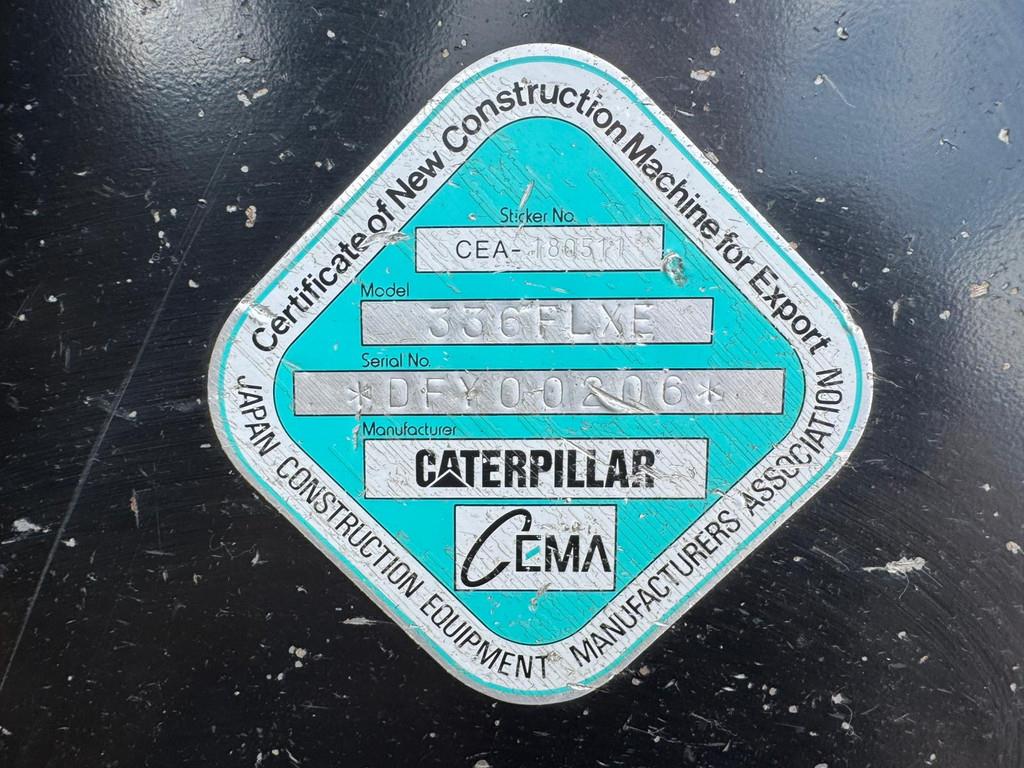 Certificate of New Construction Machine for Export
Sticker No.
CEA-180511
Model
336FLXE
Serial No.
*DFY00206*
Manufacturer
CATERPILLAR®
CEMA
JAPAN CONSTRUCTION EQUIPMENT MANUFACTURERS ASSOCIATION